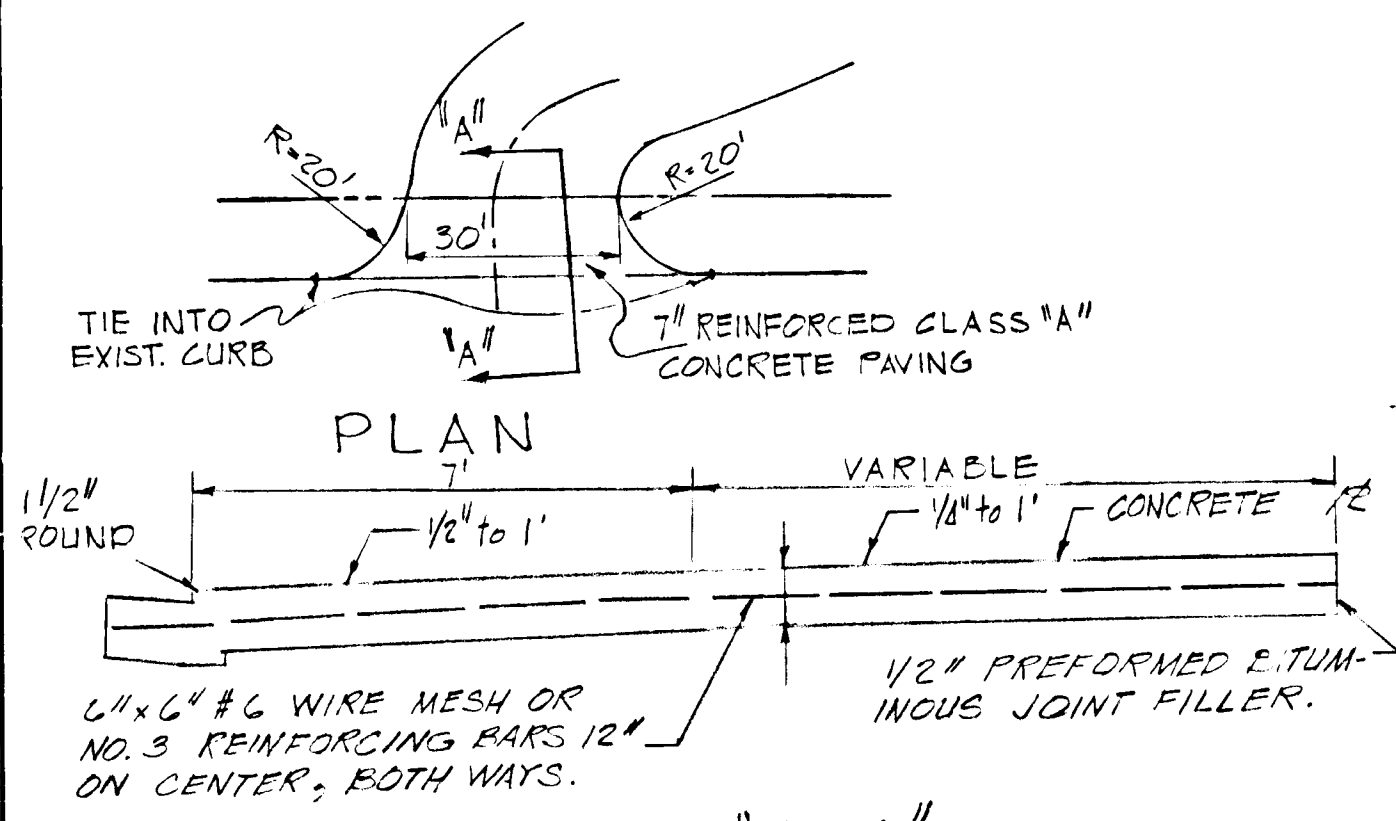 "A"
R=20'
R=20'
30'
TIE INTO
EXIST. CURB
"A"
7" REINFORCED CLASS "A"
CONCRETE PAVING
PLAN
7'
VARIABLE
1 1/2"
ROUND
1/2" to 1'
1/4" to 1'
CONCRETE
6"x6" #6 WIRE MESH OR
NO. 3 REINFORCING BARS 12"
ON CENTER, BOTH WAYS.
1/2" PREFORMED BITUM-
INOUS JOINT FILLER.